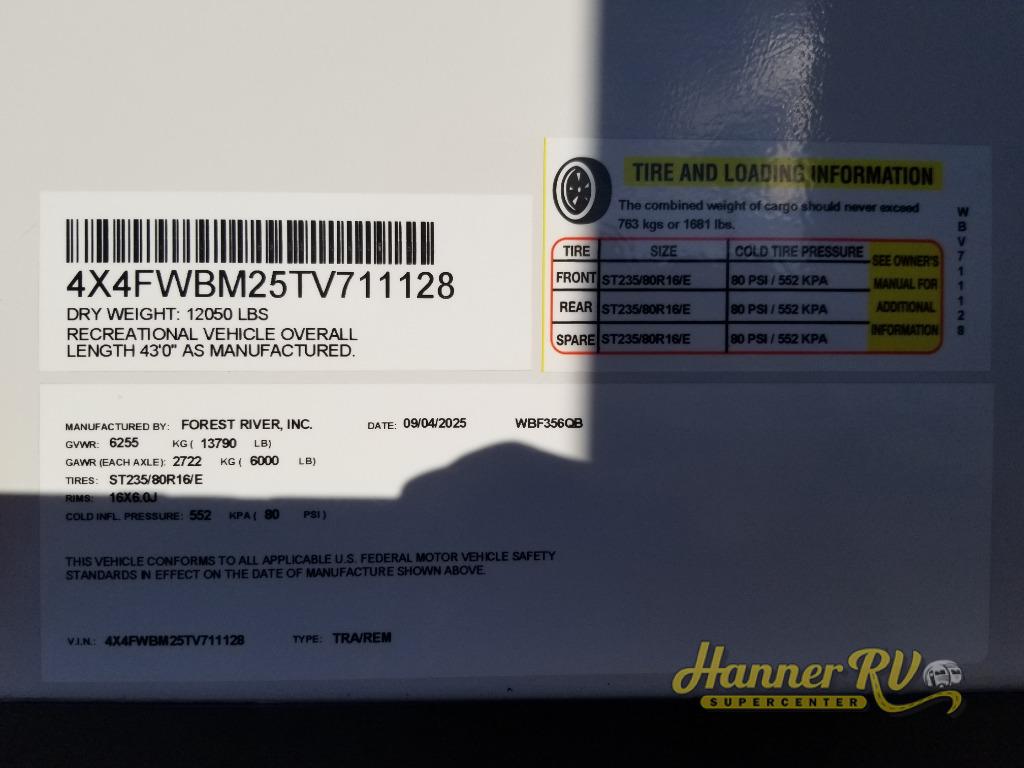 4X4FWBM25TV711128
DRY WEIGHT: 12050 LBS
RECREATIONAL VEHICLE OVERALL
LENGTH 43'0" AS MANUFACTURED.
TIRE AND LOADING INFORMATION
The combined weight of cargo should never exceed
763 kgs or 1681 lbs.
TIRE SIZE COLD TIRE PRESSURE
FRONT ST235/80R16/E 80 PSI / 552 KPA
REAR ST235/80R16/E 80 PSI / 552 KPA
SPARE ST235/80R16/E 80 PSI / 552 KPA
SEE OWNER'S
MANUAL FOR
ADDITIONAL
INFORMATION
WBV711128
MANUFACTURED BY: FOREST RIVER, INC. DATE: 09/04/2025 WBF356QB
GVWR: 6255 KG ( 13790 LB)
GAWR (EACH AXLE): 2722 KG ( 6000 LB)
TIRES: ST235/80R16/E
RIMS: 16X6.0J
COLD INFL. PRESSURE: 552 KPA ( 80 PSI )
THIS VEHICLE CONFORMS TO ALL APPLICABLE U.S. FEDERAL MOTOR VEHICLE SAFETY
STANDARDS IN EFFECT ON THE DATE OF MANUFACTURE SHOWN ABOVE.
V.I.N.: 4X4FWBM25TV711128 TYPE: TRA/REM
Hanner RV
SUPERCENTER